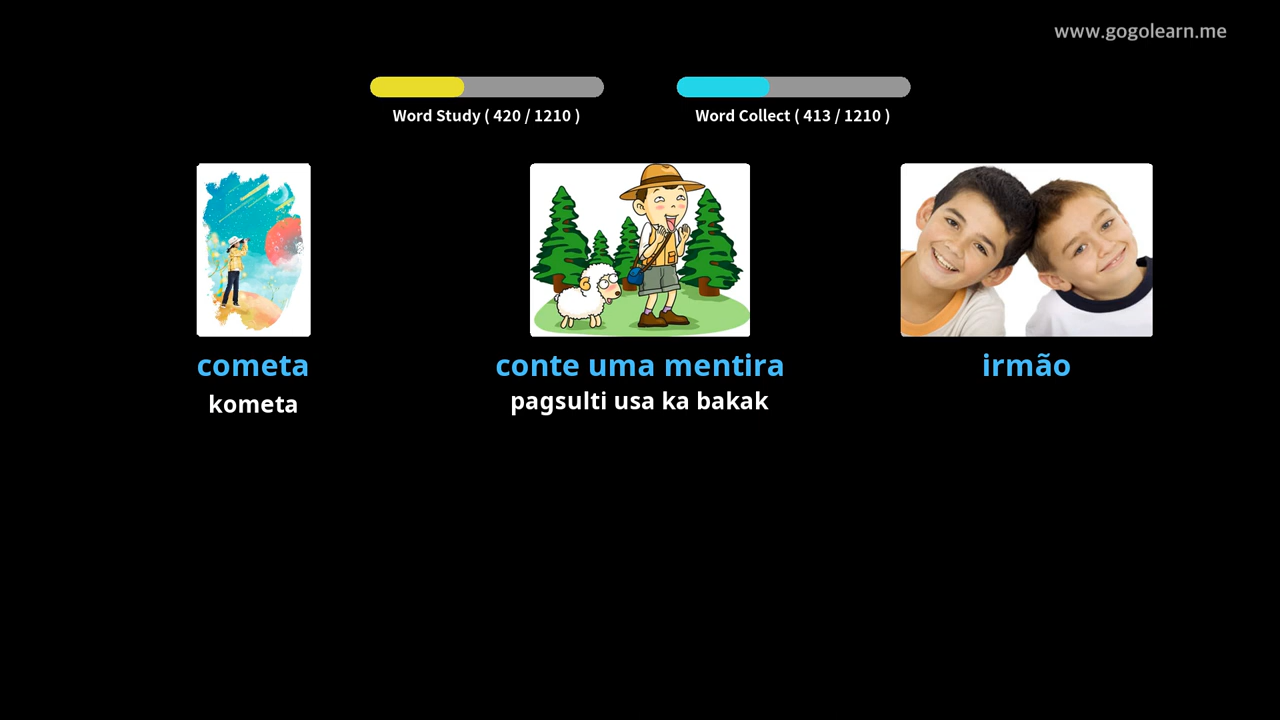 www.gogolearn.me
Word Study ( 420 / 1210 )
Word Collect ( 413 / 1210 )
cometa
kometa
conte uma mentira
pagsulti usa ka bakak
irmão